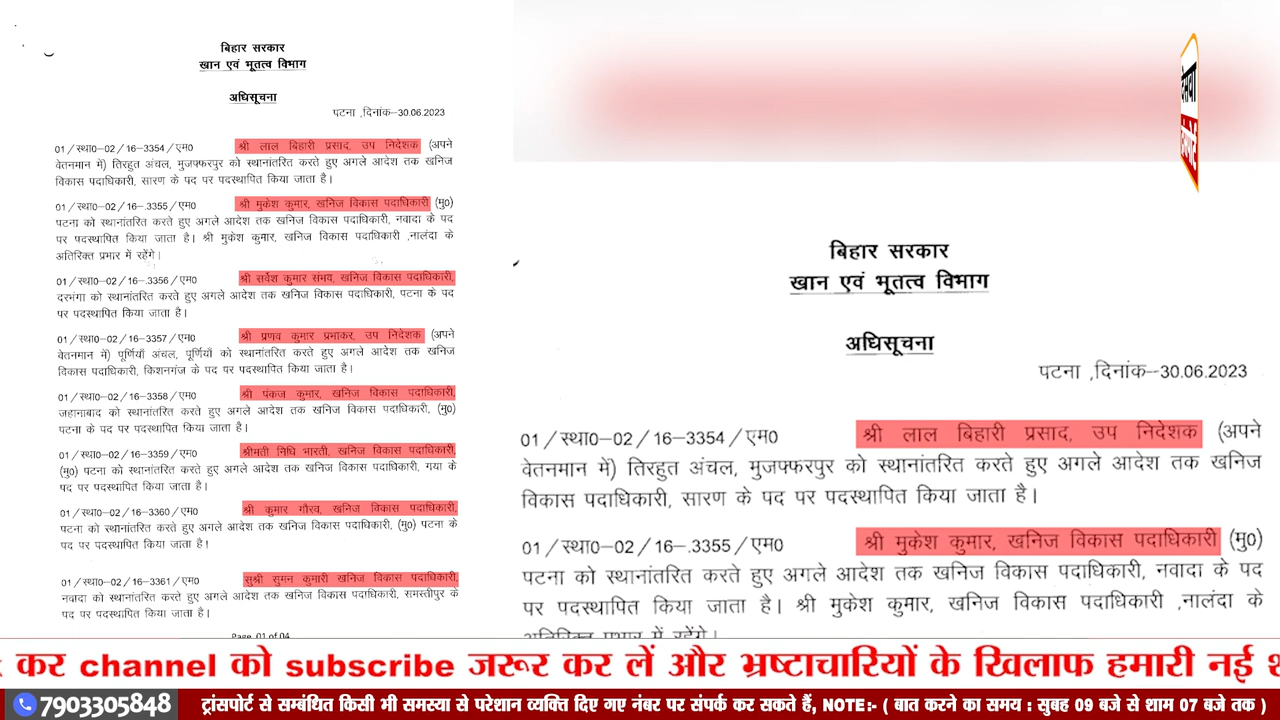 बिहार सरकार
खान एवं भूतत्व विभाग
अधिसूचना
पटना ,दिनांक–30.06.2023
01/स्था0–02/16–3354/एम0 श्री लाल बिहारी प्रसाद, उप निदेशक (अपने
वेतनमान में) तिरहुत अंचल, मुजफ्फरपुर को स्थानांतरित करते हुए अगले आदेश तक खनिज
विकास पदाधिकारी, सारण के पद पर पदस्थापित किया जाता है।
01/स्था0–02/16–.3355/एम0 श्री मुकेश कुमार, खनिज विकास पदाधिकारी (मु0)
पटना को स्थानांतरित करते हुए अगले आदेश तक खनिज विकास पदाधिकारी, नवादा के पद
पर पदस्थापित किया जाता है। श्री मुकेश कुमार, खनिज विकास पदाधिकारी ,नालंदा के
अतिरिक्त प्रभार में रहेंगे।
01/स्था0–02/16–.3356/एम0 श्री सर्वेश कुमार संभव, खनिज विकास पदाधिकारी,
दरभंगा को स्थानांतरित करते हुए अगले आदेश तक खनिज विकास पदाधिकारी, पटना के पद
पर पदस्थापित किया जाता है।
01/स्था0–02/16–3357/एम0 श्री प्रणव कुमार प्रभाकर, उप निदेशक (अपने
वेतनमान में) पूर्णियाँ अंचल, पूर्णियाँ को स्थानांतरित करते हुए अगले आदेश तक खनिज
विकास पदाधिकारी, किशनगंज के पद पर पदस्थापित किया जाता है।
01/स्था0–02/16–3358/एम0 श्री पंकज कुमार, खनिज विकास पदाधिकारी,
जहानाबाद को स्थानांतरित करते हुए अगले आदेश तक खनिज विकास पदाधिकारी, (मु0)
पटना के पद पर पदस्थापित किया जाता है।
01/स्था0–02/16–3359/एम0 श्रीमती निधि भारती, खनिज विकास पदाधिकारी,
(मु0) पटना को स्थानांतरित करते हुए अगले आदेश तक खनिज विकास पदाधिकारी, गया के
पद पर पदस्थापित किया जाता है।
01/स्था0–02/16–3360/एम0 श्री कुमार गौरव, खनिज विकास पदाधिकारी,
पटना को स्थानांतरित करते हुए अगले आदेश तक खनिज विकास पदाधिकारी, (मु0) पटना के
पद पर पदस्थापित किया जाता है।
01/स्था0–02/16–3361/एम0 सुश्री सुमन कुमारी खनिज विकास पदाधिकारी,
नवादा को स्थानांतरित करते हुए अगले आदेश तक खनिज विकास पदाधिकारी, समस्तीपुर के
पद पर पदस्थापित किया जाता है।
Page 01 of 04
बिहार सरकार
खान एवं भूतत्व विभाग
अधिसूचना
पटना ,दिनांक–30.06.2023
01/स्था0–02/16–3354/एम0 श्री लाल बिहारी प्रसाद, उप निदेशक (अपने
वेतनमान में) तिरहुत अंचल, मुजफ्फरपुर को स्थानांतरित करते हुए अगले आदेश तक खनिज
विकास पदाधिकारी, सारण के पद पर पदस्थापित किया जाता है।
01/स्था0–02/16–.3355/एम0 श्री मुकेश कुमार, खनिज विकास पदाधिकारी (मु0)
पटना को स्थानांतरित करते हुए अगले आदेश तक खनिज विकास पदाधिकारी, नवादा के पद
पर पदस्थापित किया जाता है। श्री मुकेश कुमार, खनिज विकास पदाधिकारी ,नालंदा के
अतिरिक्त प्रभार में रहेंगे।
कर channel को subscribe जरूर कर लें और भ्रष्टाचारियों के खिलाफ हमारी नई
7903305848 ट्रांसपोर्ट से सम्बंधित किसी भी समस्या से परेशान व्यक्ति दिए गए नंबर पर संपर्क कर सकते हैं, NOTE:- ( बात करने का समय : सुबह 09 बजे से शाम 07 बजे तक )